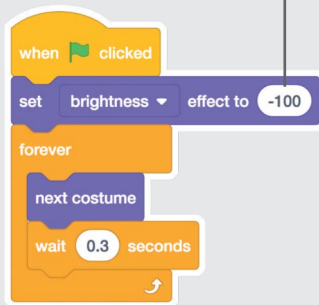 when clicked
set brightness effect to -100
forever
next costume
wait 0.3 seconds